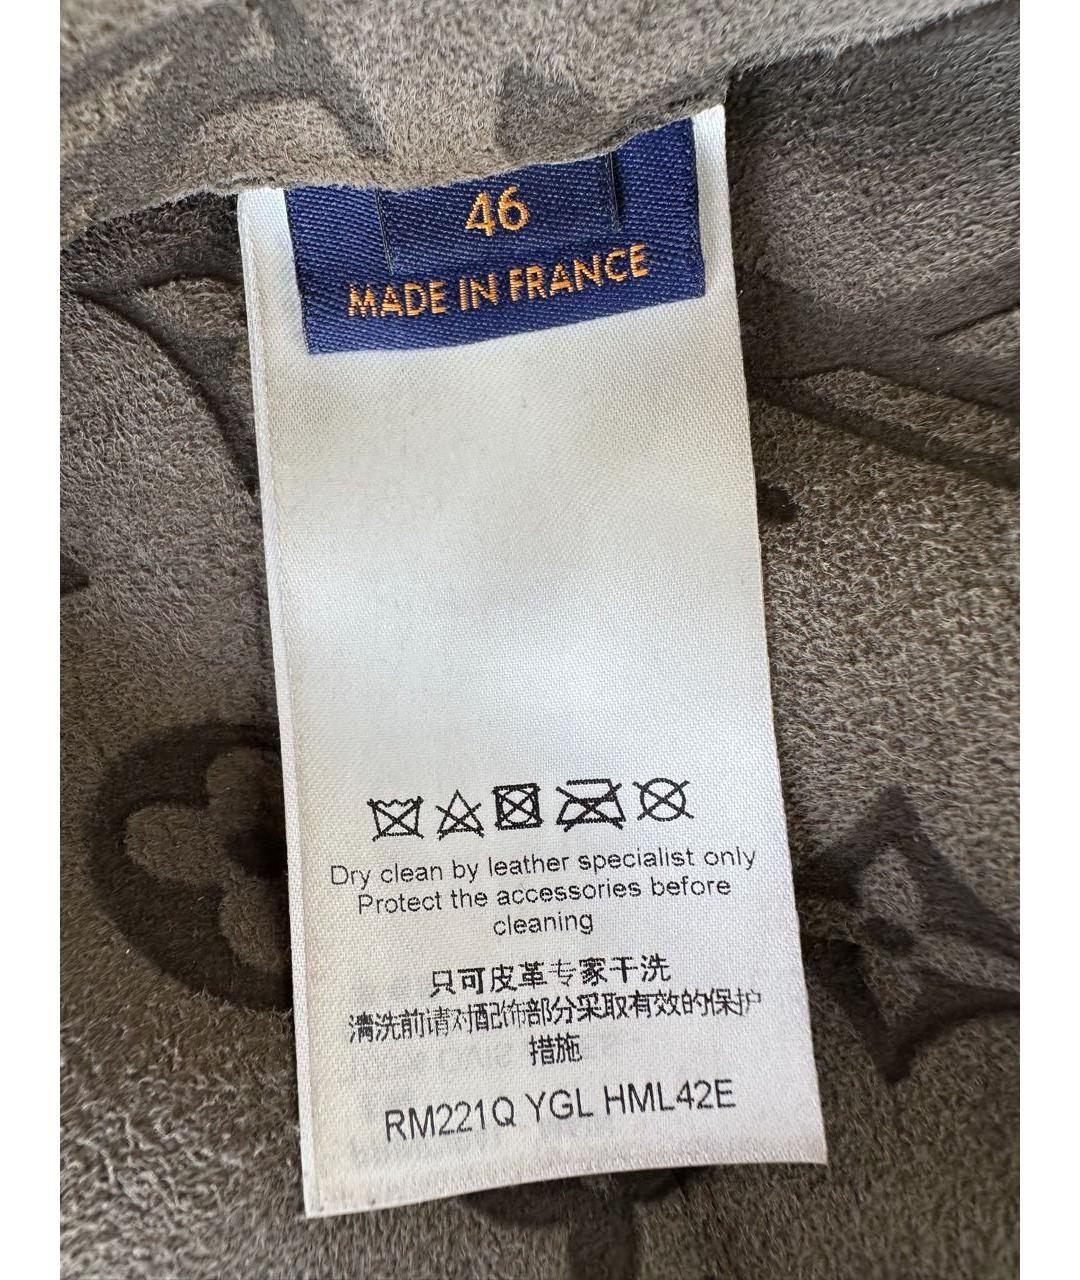 46
MADE IN FRANCE
Dry clean by leather specialist only
Protect the accessories before
cleaning
只可皮革专家干洗
清洗前请对配饰部分采取有效的保护
措施
RM221Q YGL HML42E